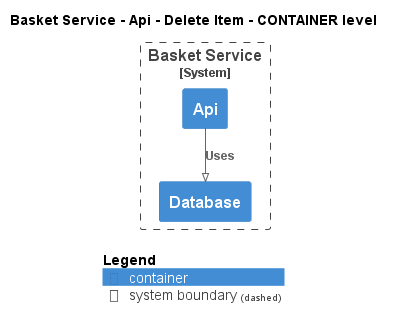 Basket Service - Api - Delete Item - CONTAINER level
Basket Service
[System]
Api
Uses
Database
Legend
container
system boundary (dashed)